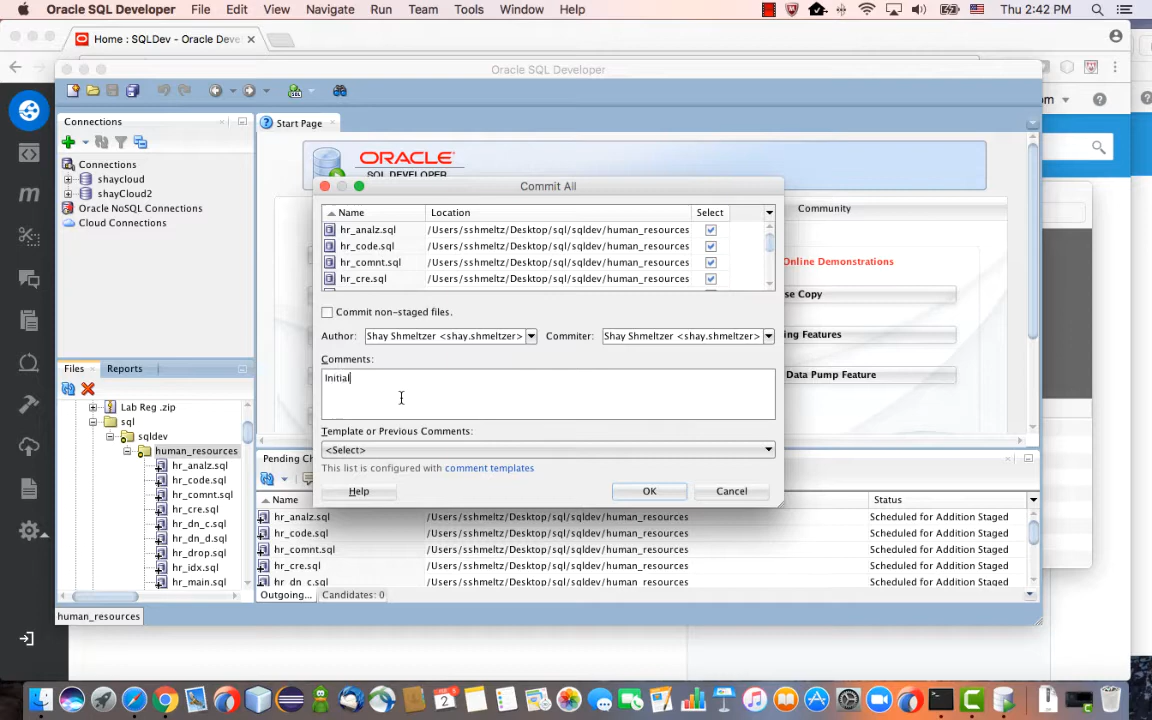 Oracle SQL Developer File Edit View Navigate Run Team Tools Window Help Thu 2:42 PM
Home : SQLDev - Oracle Deve
Oracle SQL Developer
Connections
Start Page
Connections
shaycloud
shayCloud2
Oracle NoSQL Connections
Cloud Connections
ORACLE
SQL DEVELOPER
Community
Online Demonstrations
se Copy
ing Features
Data Pump Feature
Commit All
Name Location Select
hr_analz.sql /Users/sshmeltz/Desktop/sql/sqldev/human_resources
hr_code.sql /Users/sshmeltz/Desktop/sql/sqldev/human_resources
hr_comnt.sql /Users/sshmeltz/Desktop/sql/sqldev/human_resources
hr_cre.sql /Users/sshmeltz/Desktop/sql/sqldev/human_resources
Commit non-staged files.
Author: Shay Shmeltzer <shay.shmeltzer> Commiter: Shay Shmeltzer <shay.shmeltzer>
Comments:
Initial
Template or Previous Comments:
<Select>
This list is configured with comment templates
Help OK Cancel
Files Reports
Lab Reg .zip
sql
sqldev
human_resources
hr_analz.sql
hr_code.sql
hr_comnt.sql
hr_cre.sql
hr_dn_c.sql
hr_dn_d.sql
hr_drop.sql
hr_idx.sql
hr_main.sql
human_resources
Pending Ch
Name Status
hr_analz.sql /Users/sshmeltz/Desktop/sql/sqldev/human_resources Scheduled for Addition Staged
hr_code.sql /Users/sshmeltz/Desktop/sql/sqldev/human_resources Scheduled for Addition Staged
hr_comnt.sql /Users/sshmeltz/Desktop/sql/sqldev/human_resources Scheduled for Addition Staged
hr_cre.sql /Users/sshmeltz/Desktop/sql/sqldev/human_resources Scheduled for Addition Staged
hr_dn_c.sql /Users/sshmeltz/Desktop/sql/sqldev/human_resources Scheduled for Addition Staged
Outgoing... Candidates: 0
om
m
2